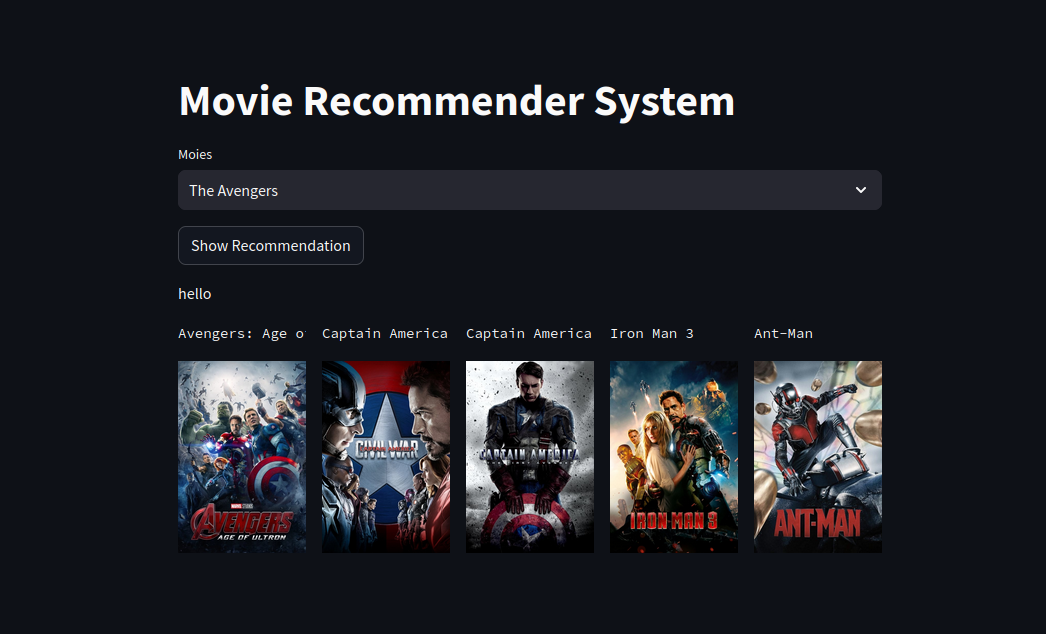 Movie Recommender System
Moies
The Avengers
Show Recommendation
hello
Avengers: Age o Captain America Captain America Iron Man 3 Ant-Man
MARVEL STUDIOS
AVENGERS
AGE OF ULTRON
CIVIL WAR
CAPTAIN AMERICA
IRON MAN 3
ANT-MAN